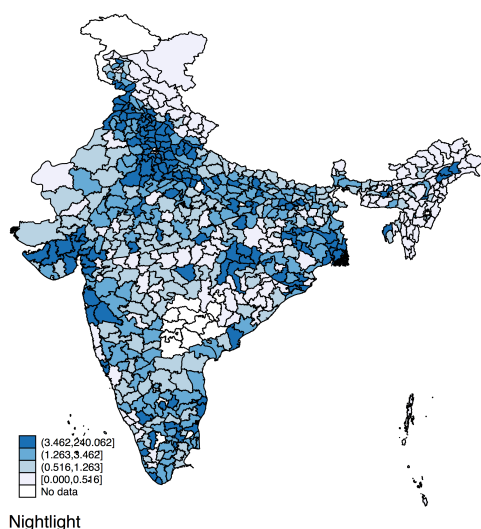 (3.462,240.062]
(1.263,3.462]
(0.516,1.263]
[0.000,0.516]
No data
Nightlight